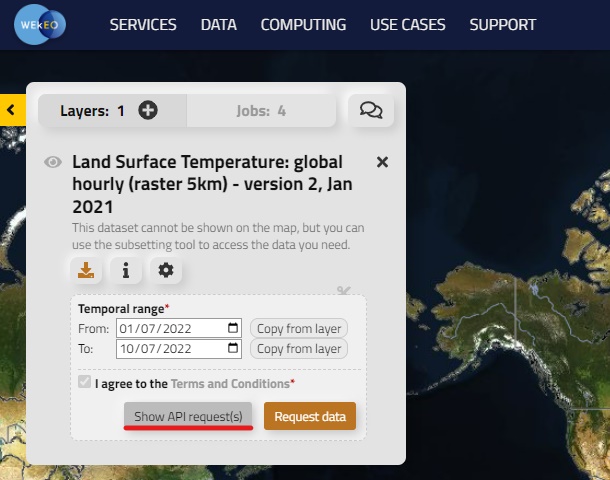 WEkEO
SERVICES DATA COMPUTING USE CASES SUPPORT
Layers: 1
Jobs: 4
Land Surface Temperature: global
hourly (raster 5km) - version 2, Jan
2021
This dataset cannot be shown on the map, but you can
use the subsetting tool to access the data you need.
Temporal range*
From: 01/07/2022 Copy from layer
To: 10/07/2022 Copy from layer
I agree to the Terms and Conditions*
Show API request(s) Request data